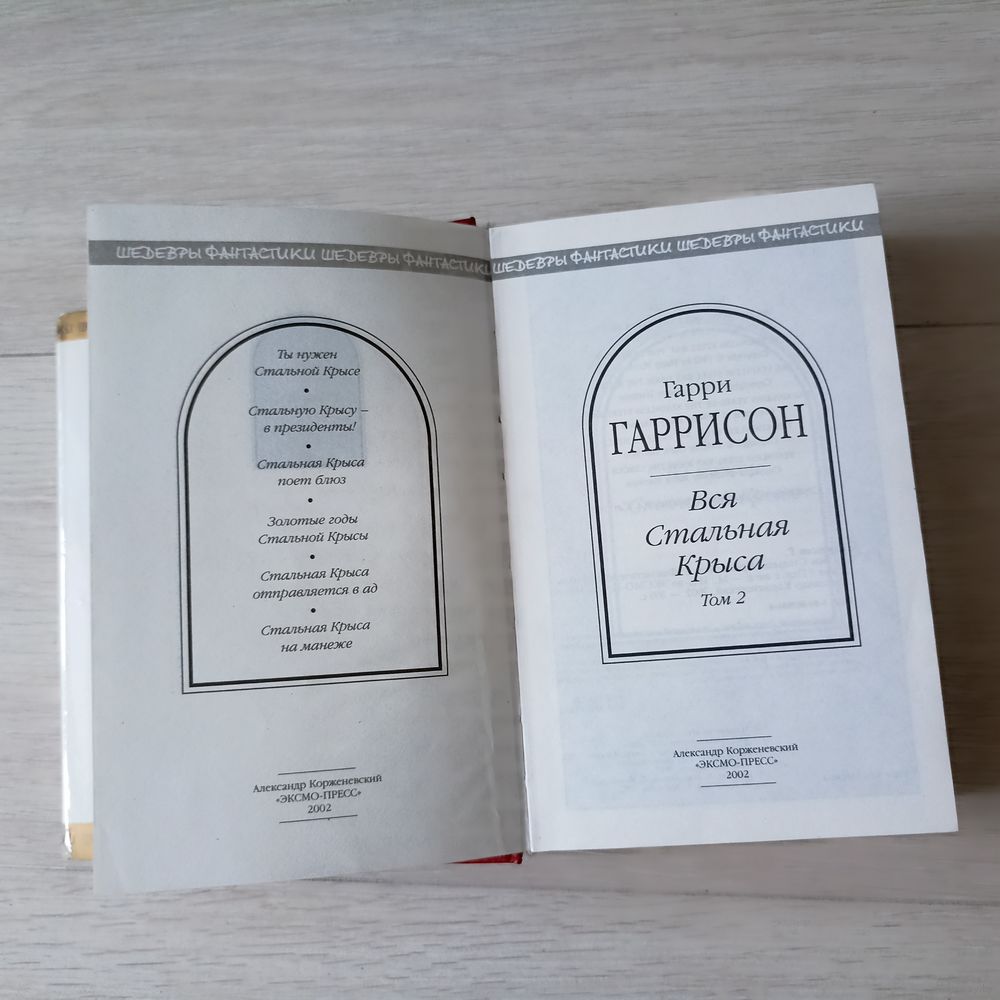 ШЕДЕВРЫ ФАНТАСТИКИ ШЕДЕВРЫ ФАНТАСТИКИ
Ты нужен
Стальной Крысе
•
Стальную Крысу –
в президенты!
•
Стальная Крыса
поет блюз
•
Золотые годы
Стальной Крысы
•
Стальная Крыса
отправляется в ад
•
Стальная Крыса
на манеже
Александр Корженевский
«ЭКСМО-ПРЕСС»
2002
ШЕДЕВРЫ ФАНТАСТИКИ ШЕДЕВРЫ ФАНТАСТИКИ
Гарри
ГАРРИСОН
Вся
Стальная
Крыса
Том 2
Александр Корженевский
«ЭКСМО-ПРЕСС»
2002